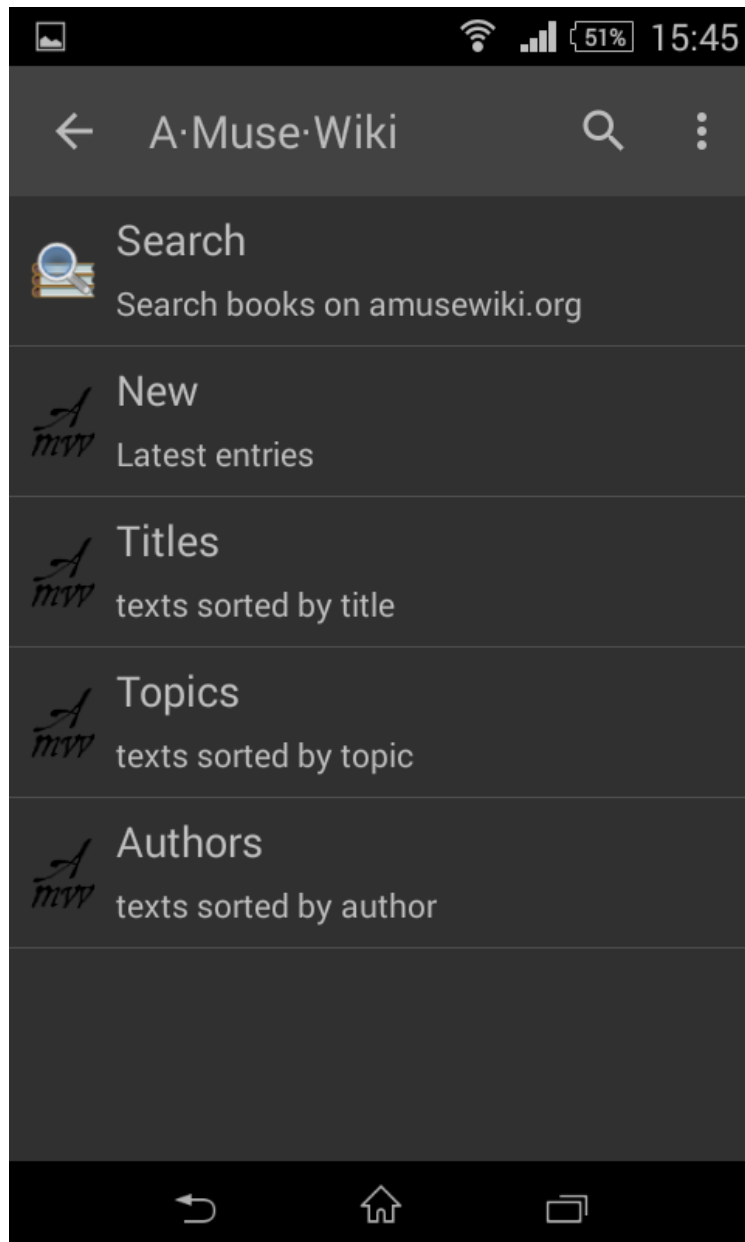 51% 15:45
A·Muse·Wiki
Search
Search books on amusewiki.org
New
Latest entries
Titles
texts sorted by title
Topics
texts sorted by topic
Authors
texts sorted by author